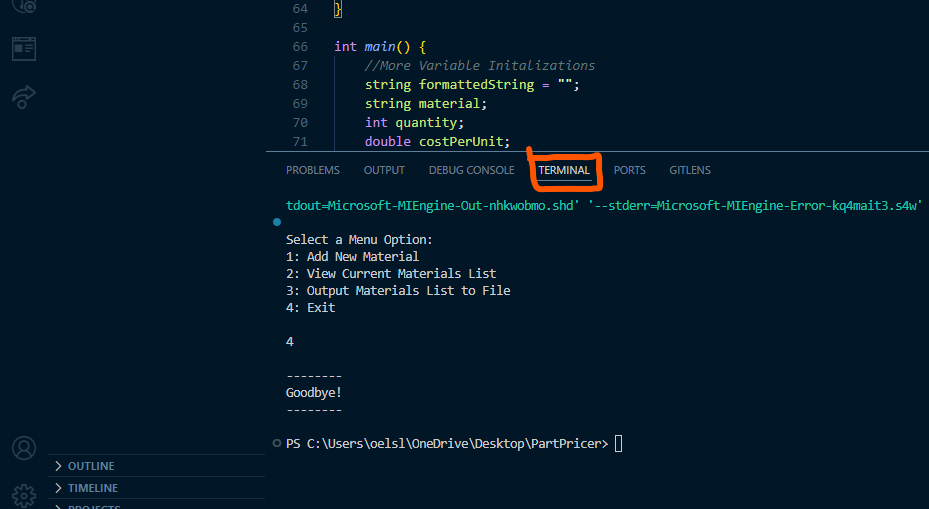 64 }
65
66 int main() {
67 //More Variable Initalizations
68 string formattedString = "";
69 string material;
70 int quantity;
71 double costPerUnit;
PROBLEMS OUTPUT DEBUG CONSOLE TERMINAL PORTS GITLENS
tdout=Microsoft-MIEngine-Out-nhkwobmo.shd' '--stderr=Microsoft-MIEngine-Error-kq4mait3.s4w'
Select a Menu Option:
1: Add New Material
2: View Current Materials List
3: Output Materials List to File
4: Exit
4
--------
Goodbye!
--------
PS C:\Users\oelsl\OneDrive\Desktop\PartPricer>
OUTLINE
TIMELINE
PROJECTS